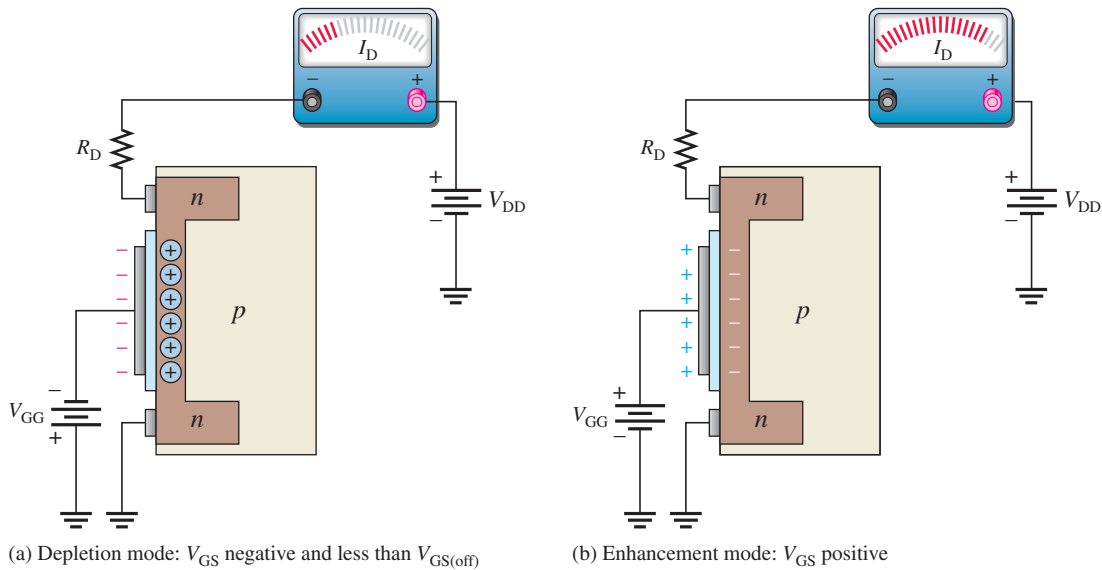 I_D
− +
R_D
n
+
−
V_DD
− +
− +
− +
− +
− +
− +
p
−
V_GG
+
n
(a) Depletion mode: V_GS negative and less than V_GS(off)
I_D
− +
R_D
n
+
−
V_DD
+ −
+ −
+ −
+ −
+ −
+ −
p
+
V_GG
−
n
(b) Enhancement mode: V_GS positive